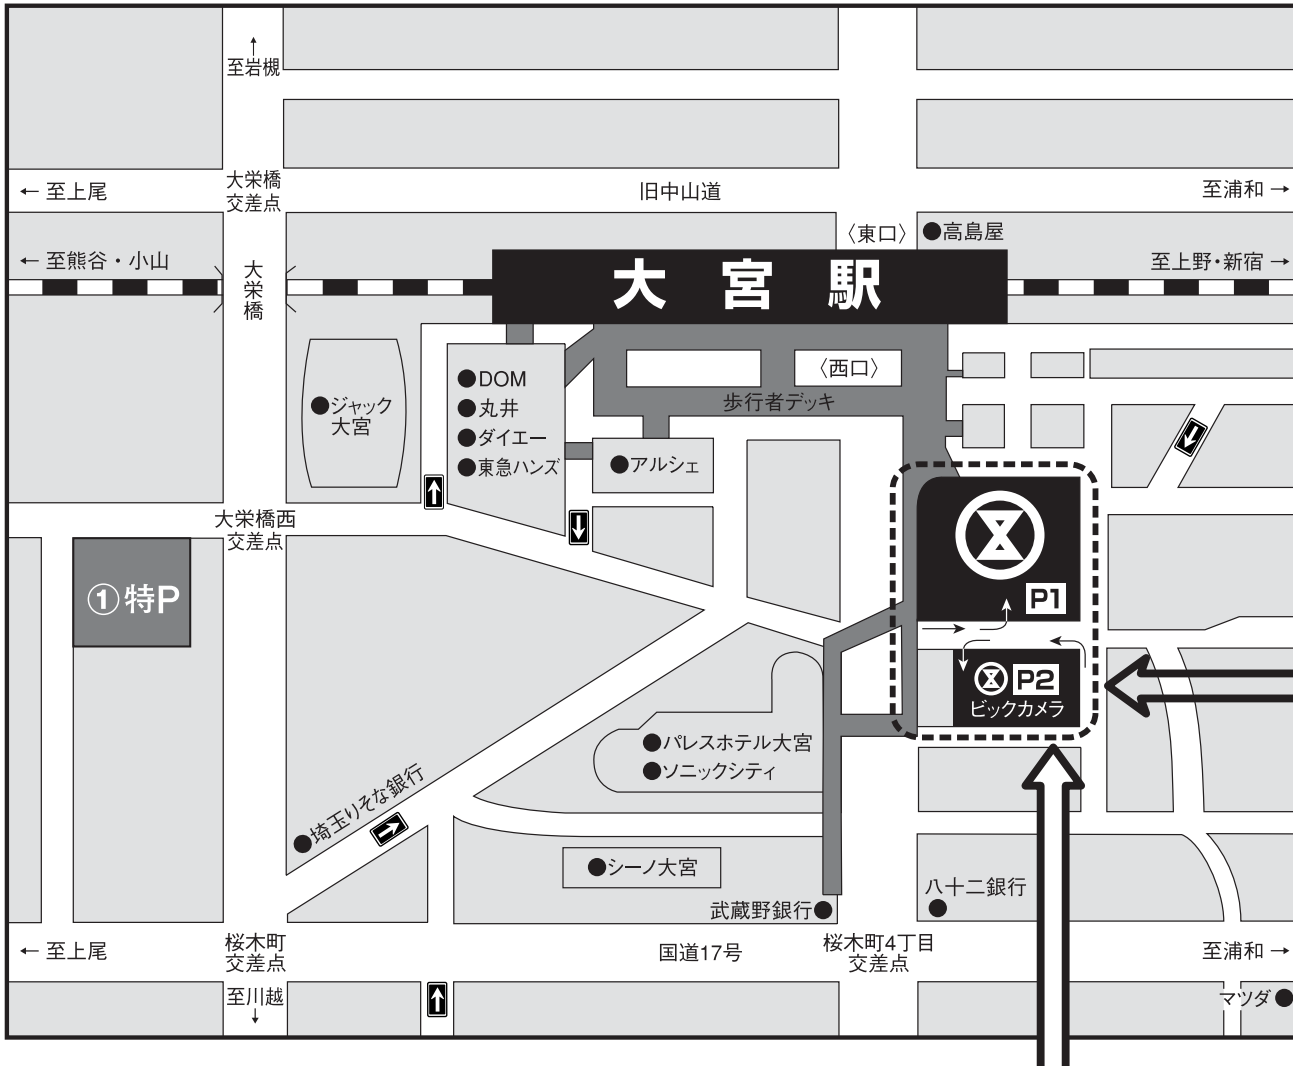 ↑
至岩槻
大栄橋
交差点
← 至上尾
旧中山道
至浦和 →
〈東口〉
●高島屋
← 至熊谷・小山
大栄橋
大宮駅
至上野・新宿 →
〈西口〉
歩行者デッキ
●DOM
●丸井
●ダイエー
●東急ハンズ
●ジャック
大宮
●アルシェ
↑
↓
↓
大栄橋西
交差点
①特P
P1
P2
ビックカメラ
●パレスホテル大宮
●ソニックシティ
●埼玉りそな銀行
→
●シーノ大宮
武蔵野銀行●
八十二銀行
●
← 至上尾
桜木町
交差点
国道17号
桜木町4丁目
交差点
至浦和 →
至川越
↓
↑
マツダ●